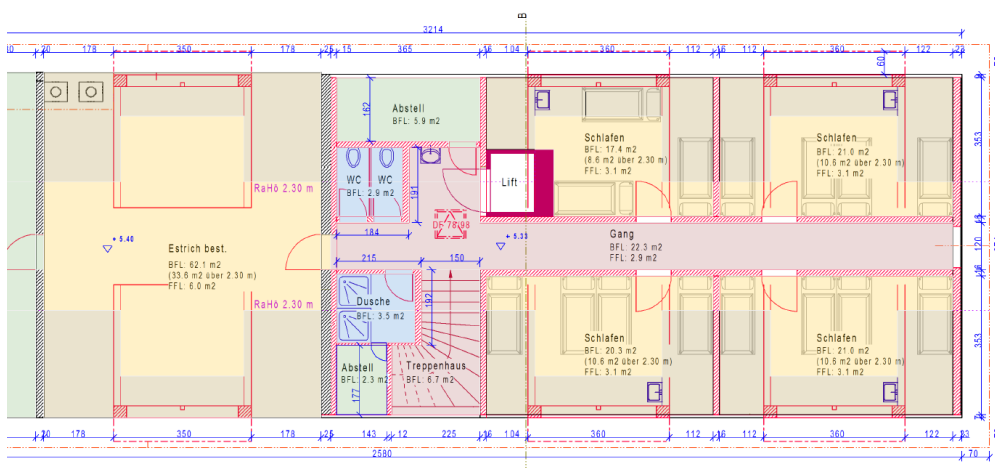 B
3214
20
178
350
178
25
15
365
16
104
360
112
16
112
360
122
23
60
162
Abstell
BFL: 5.9 m2
Schlafen
BFL: 17.4 m2
(8.6 m2 über 2.30 m)
FFL: 3.1 m2
Schlafen
BFL: 21.0 m2
(10.6 m2 über 2.30 m)
FFL: 3.1 m2
353
WC
WC
BFL: 2.9 m2
191
Lift
RaHö 2.30 m
DF 78/98
184
+ 5.40
Estrich best.
BFL: 62.1 m2
(33.6 m2 über 2.30 m)
FFL: 6.0 m2
+ 5.33
Gang
BFL: 22.3 m2
FFL: 2.9 m2
120
215
150
RaHö 2.30 m
Dusche
BFL: 3.5 m2
192
Abstell
BFL: 2.3 m2
177
Treppenhaus
BFL: 6.7 m2
Schlafen
BFL: 20.3 m2
(10.6 m2 über 2.30 m)
FFL: 3.1 m2
Schlafen
BFL: 21.0 m2
(10.6 m2 über 2.30 m)
FFL: 3.1 m2
353
20
178
350
178
25
143
12
225
16
104
360
112
16
112
360
122
23
2580
70